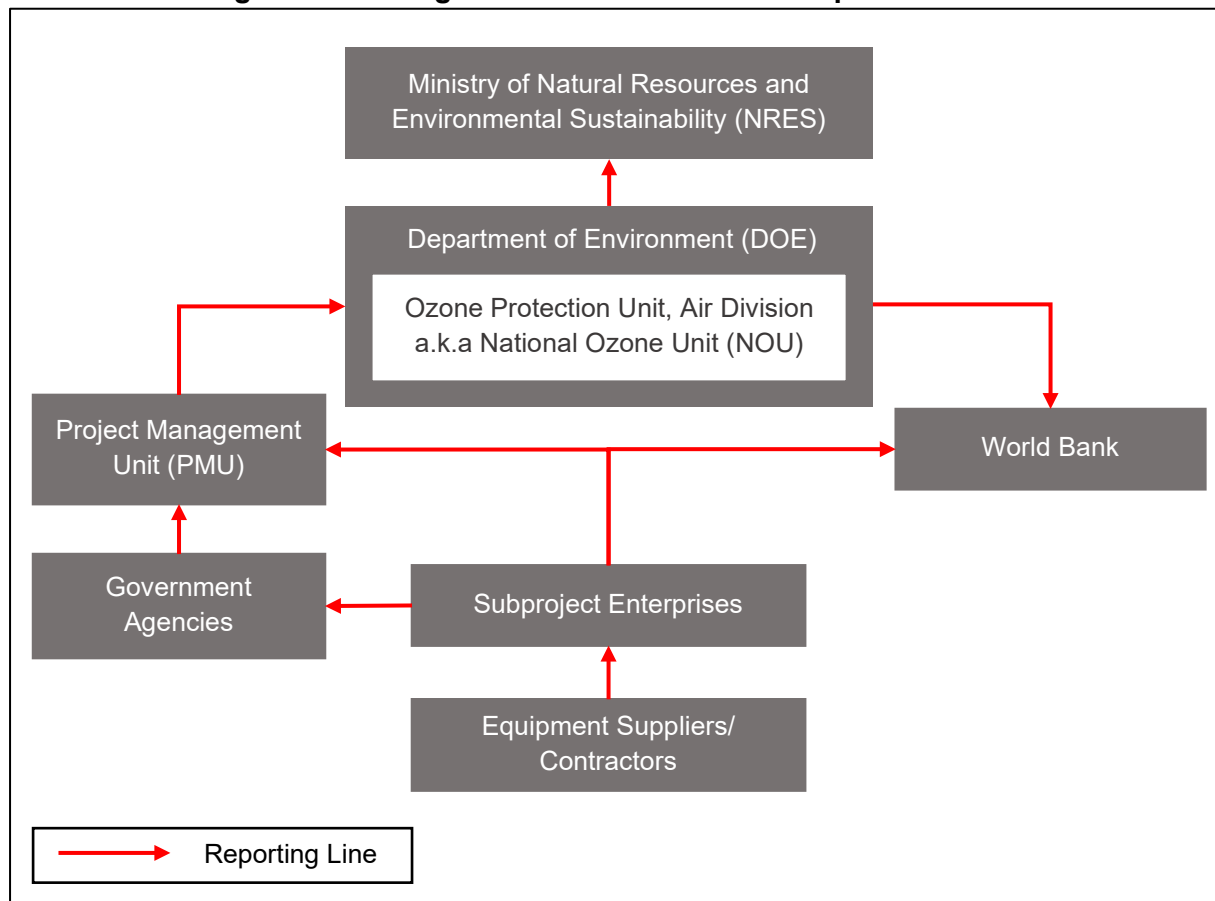 Ministry of Natural Resources and
Environmental Sustainability (NRES)
Department of Environment (DOE)
Ozone Protection Unit, Air Division
a.k.a National Ozone Unit (NOU)
Project Management
Unit (PMU)
World Bank
Government
Agencies
Subproject Enterprises
Equipment Suppliers/
Contractors
Reporting Line